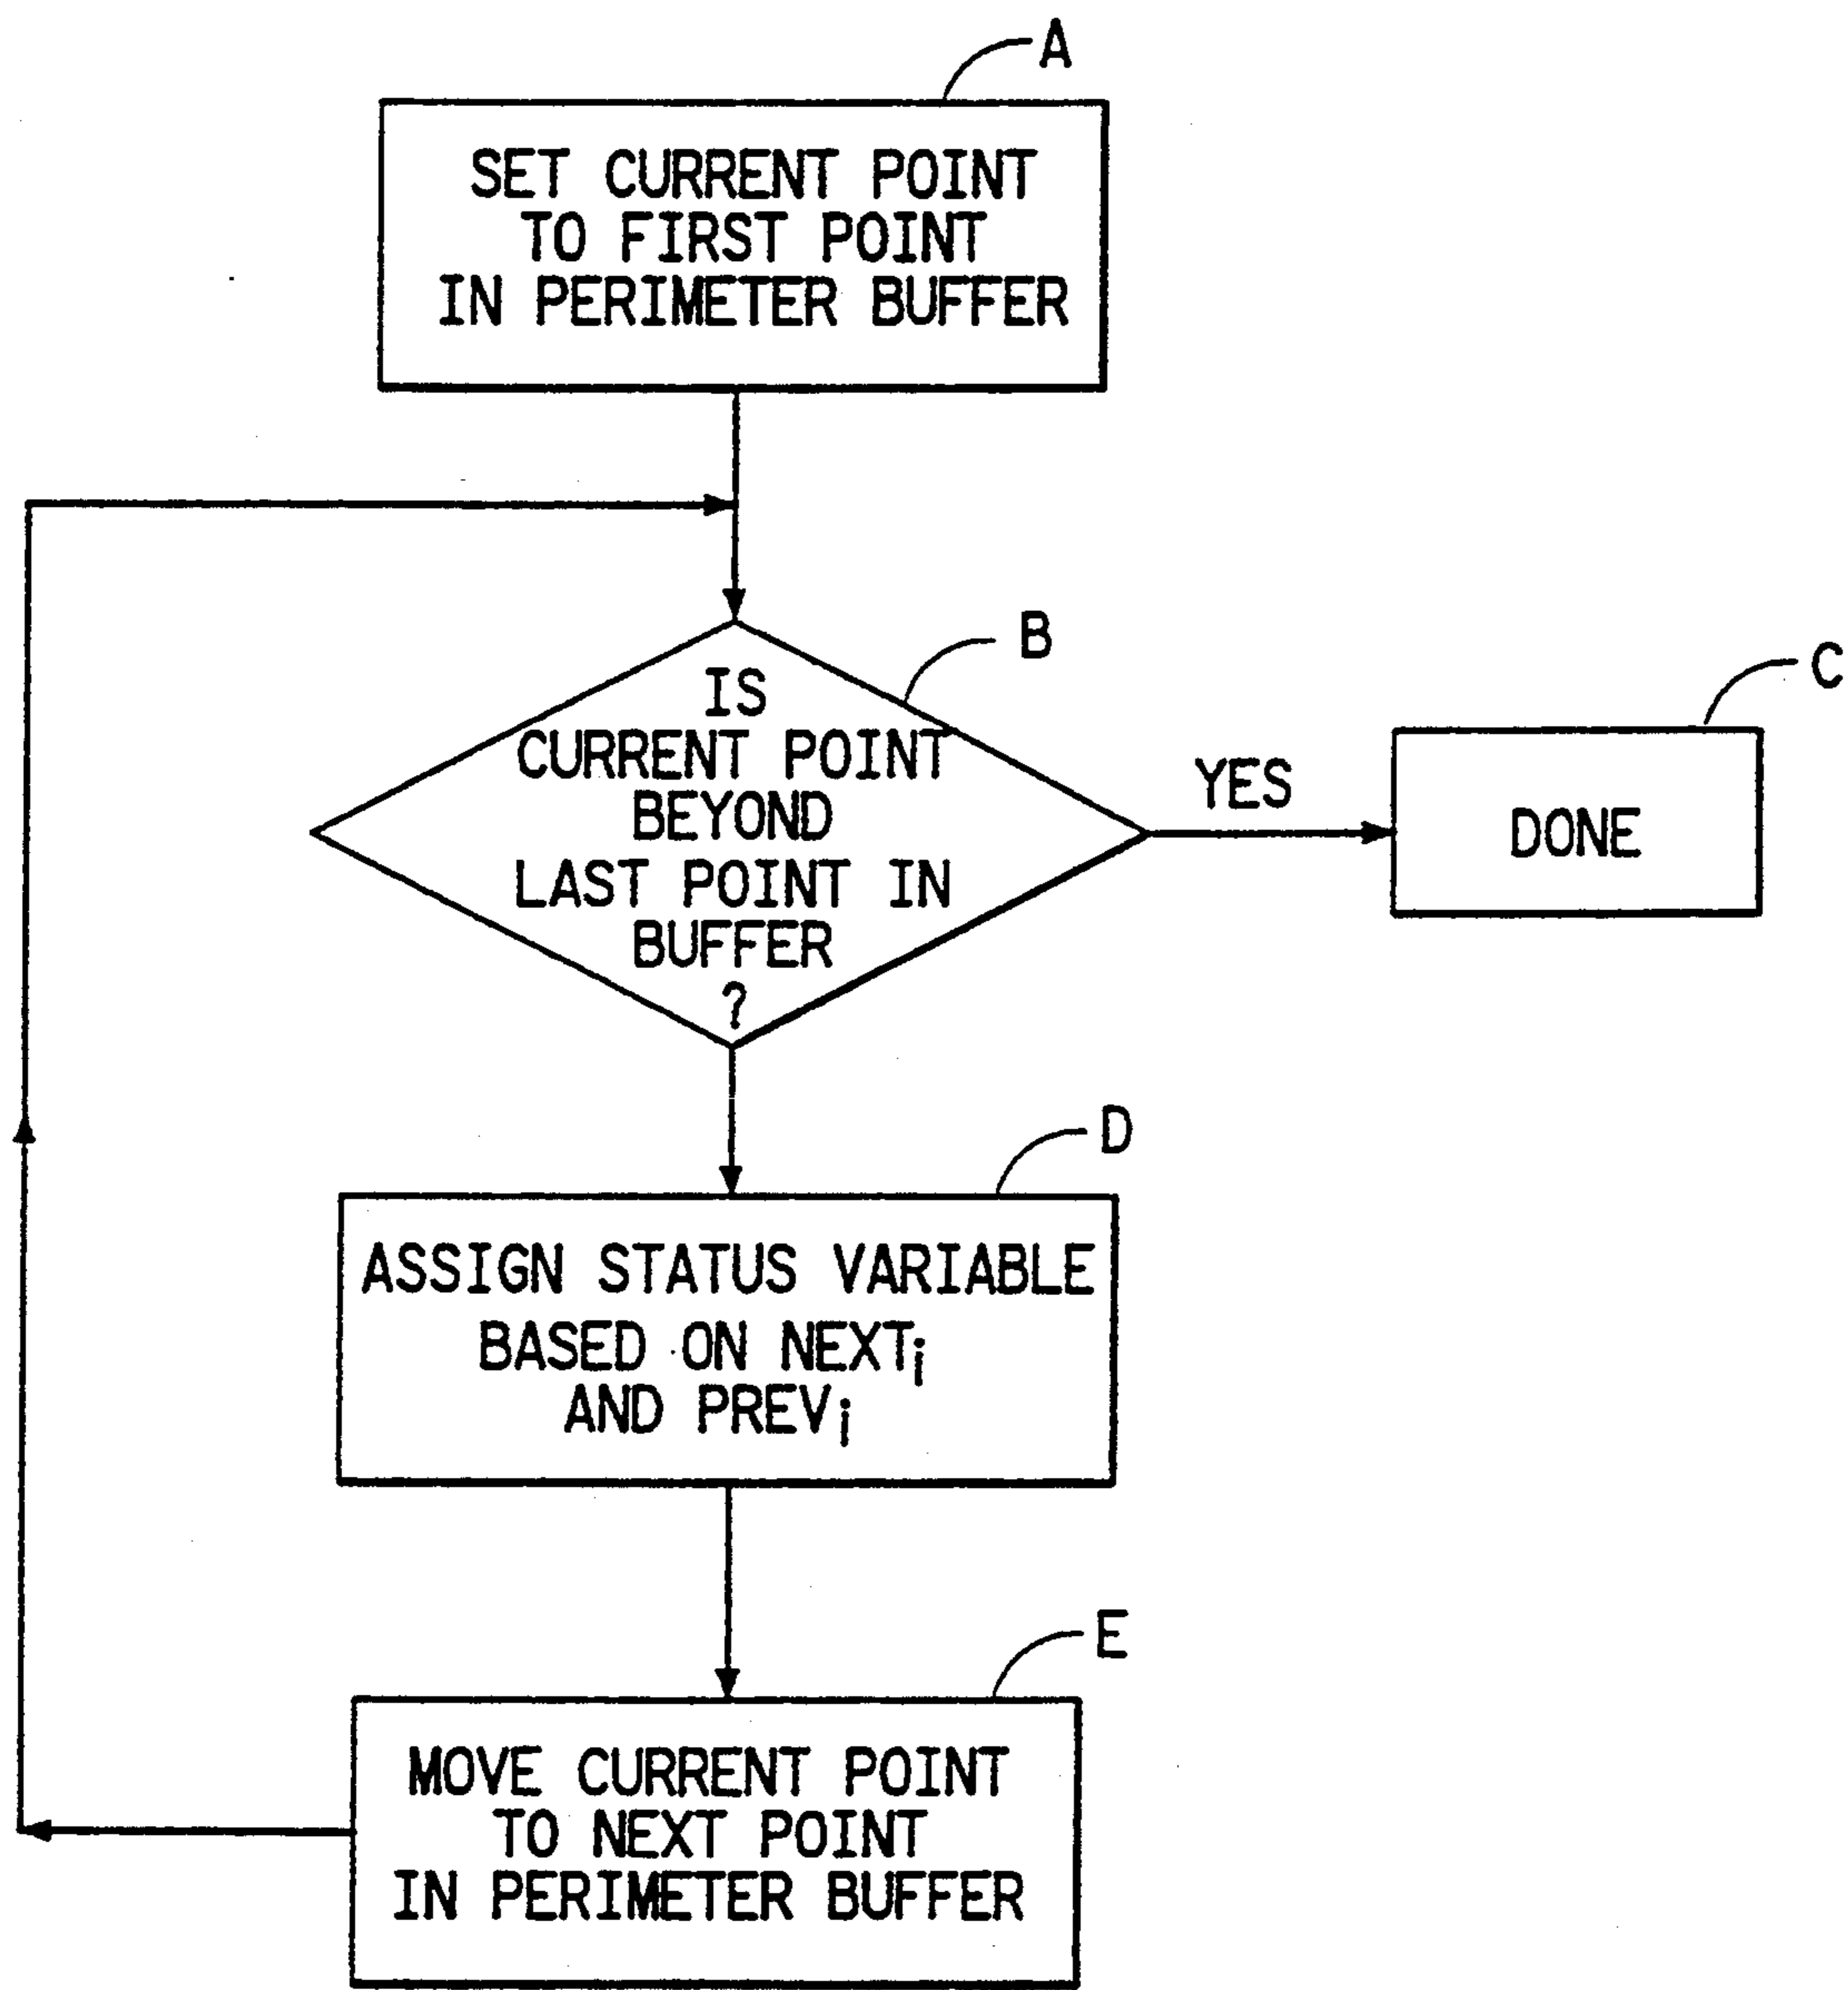 A
SET CURRENT POINT
TO FIRST POINT
IN PERIMETER BUFFER
B
IS
CURRENT POINT
BEYOND
LAST POINT IN
BUFFER
?
YES
C
DONE
D
ASSIGN STATUS VARIABLE
BASED ON NEXTi
AND PREVi
E
MOVE CURRENT POINT
TO NEXT POINT
IN PERIMETER BUFFER